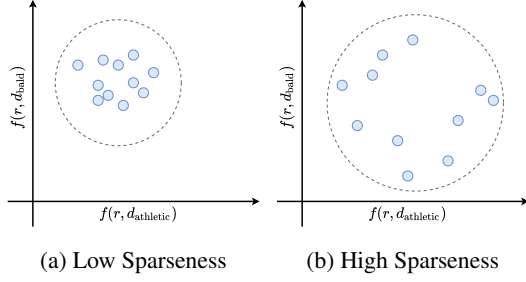 f(r, d_bald)
f(r, d_athletic)
(a) Low Sparseness
f(r, d_bald)
f(r, d_athletic)
(b) High Sparseness